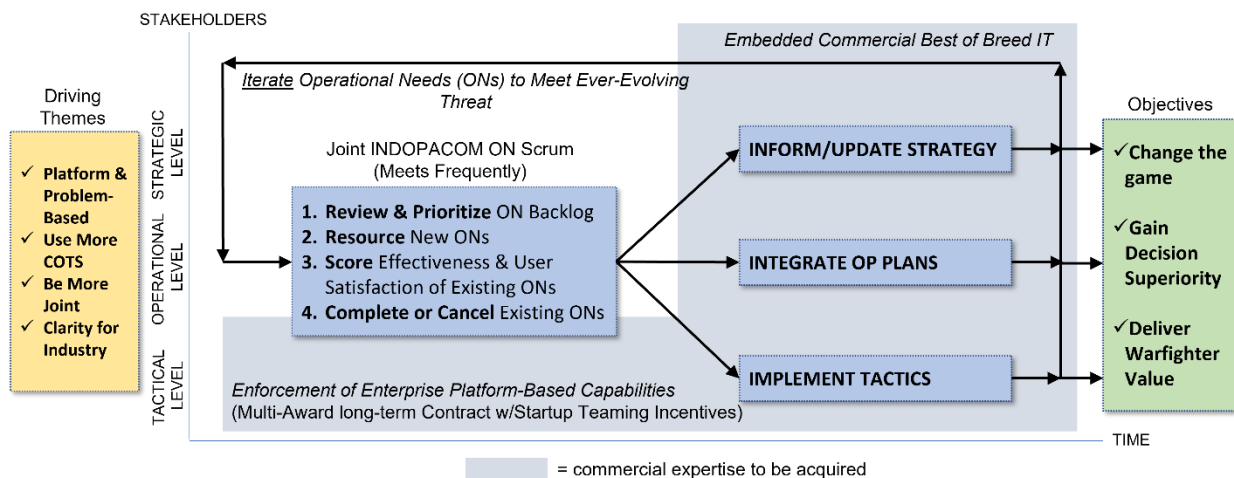 STAKEHOLDERS
Embedded Commercial Best of Breed IT
Iterate Operational Needs (ONs) to Meet Ever-Evolving
Threat
Driving
Themes
✓ Platform &
Problem-
Based
✓ Use More
COTS
✓ Be More
Joint
✓ Clarity for
Industry
STRATEGIC
LEVEL
OPERATIONAL
LEVEL
TACTICAL
LEVEL
Joint INDOPACOM ON Scrum
(Meets Frequently)
1. Review & Prioritize ON Backlog
2. Resource New ONs
3. Score Effectiveness & User
Satisfaction of Existing ONs
4. Complete or Cancel Existing ONs
INFORM/UPDATE STRATEGY
INTEGRATE OP PLANS
IMPLEMENT TACTICS
Enforcement of Enterprise Platform-Based Capabilities
(Multi-Award long-term Contract w/Startup Teaming Incentives)
Objectives
✓Change the
game
✓Gain
Decision
Superiority
✓Deliver
Warfighter
Value
TIME
= commercial expertise to be acquired